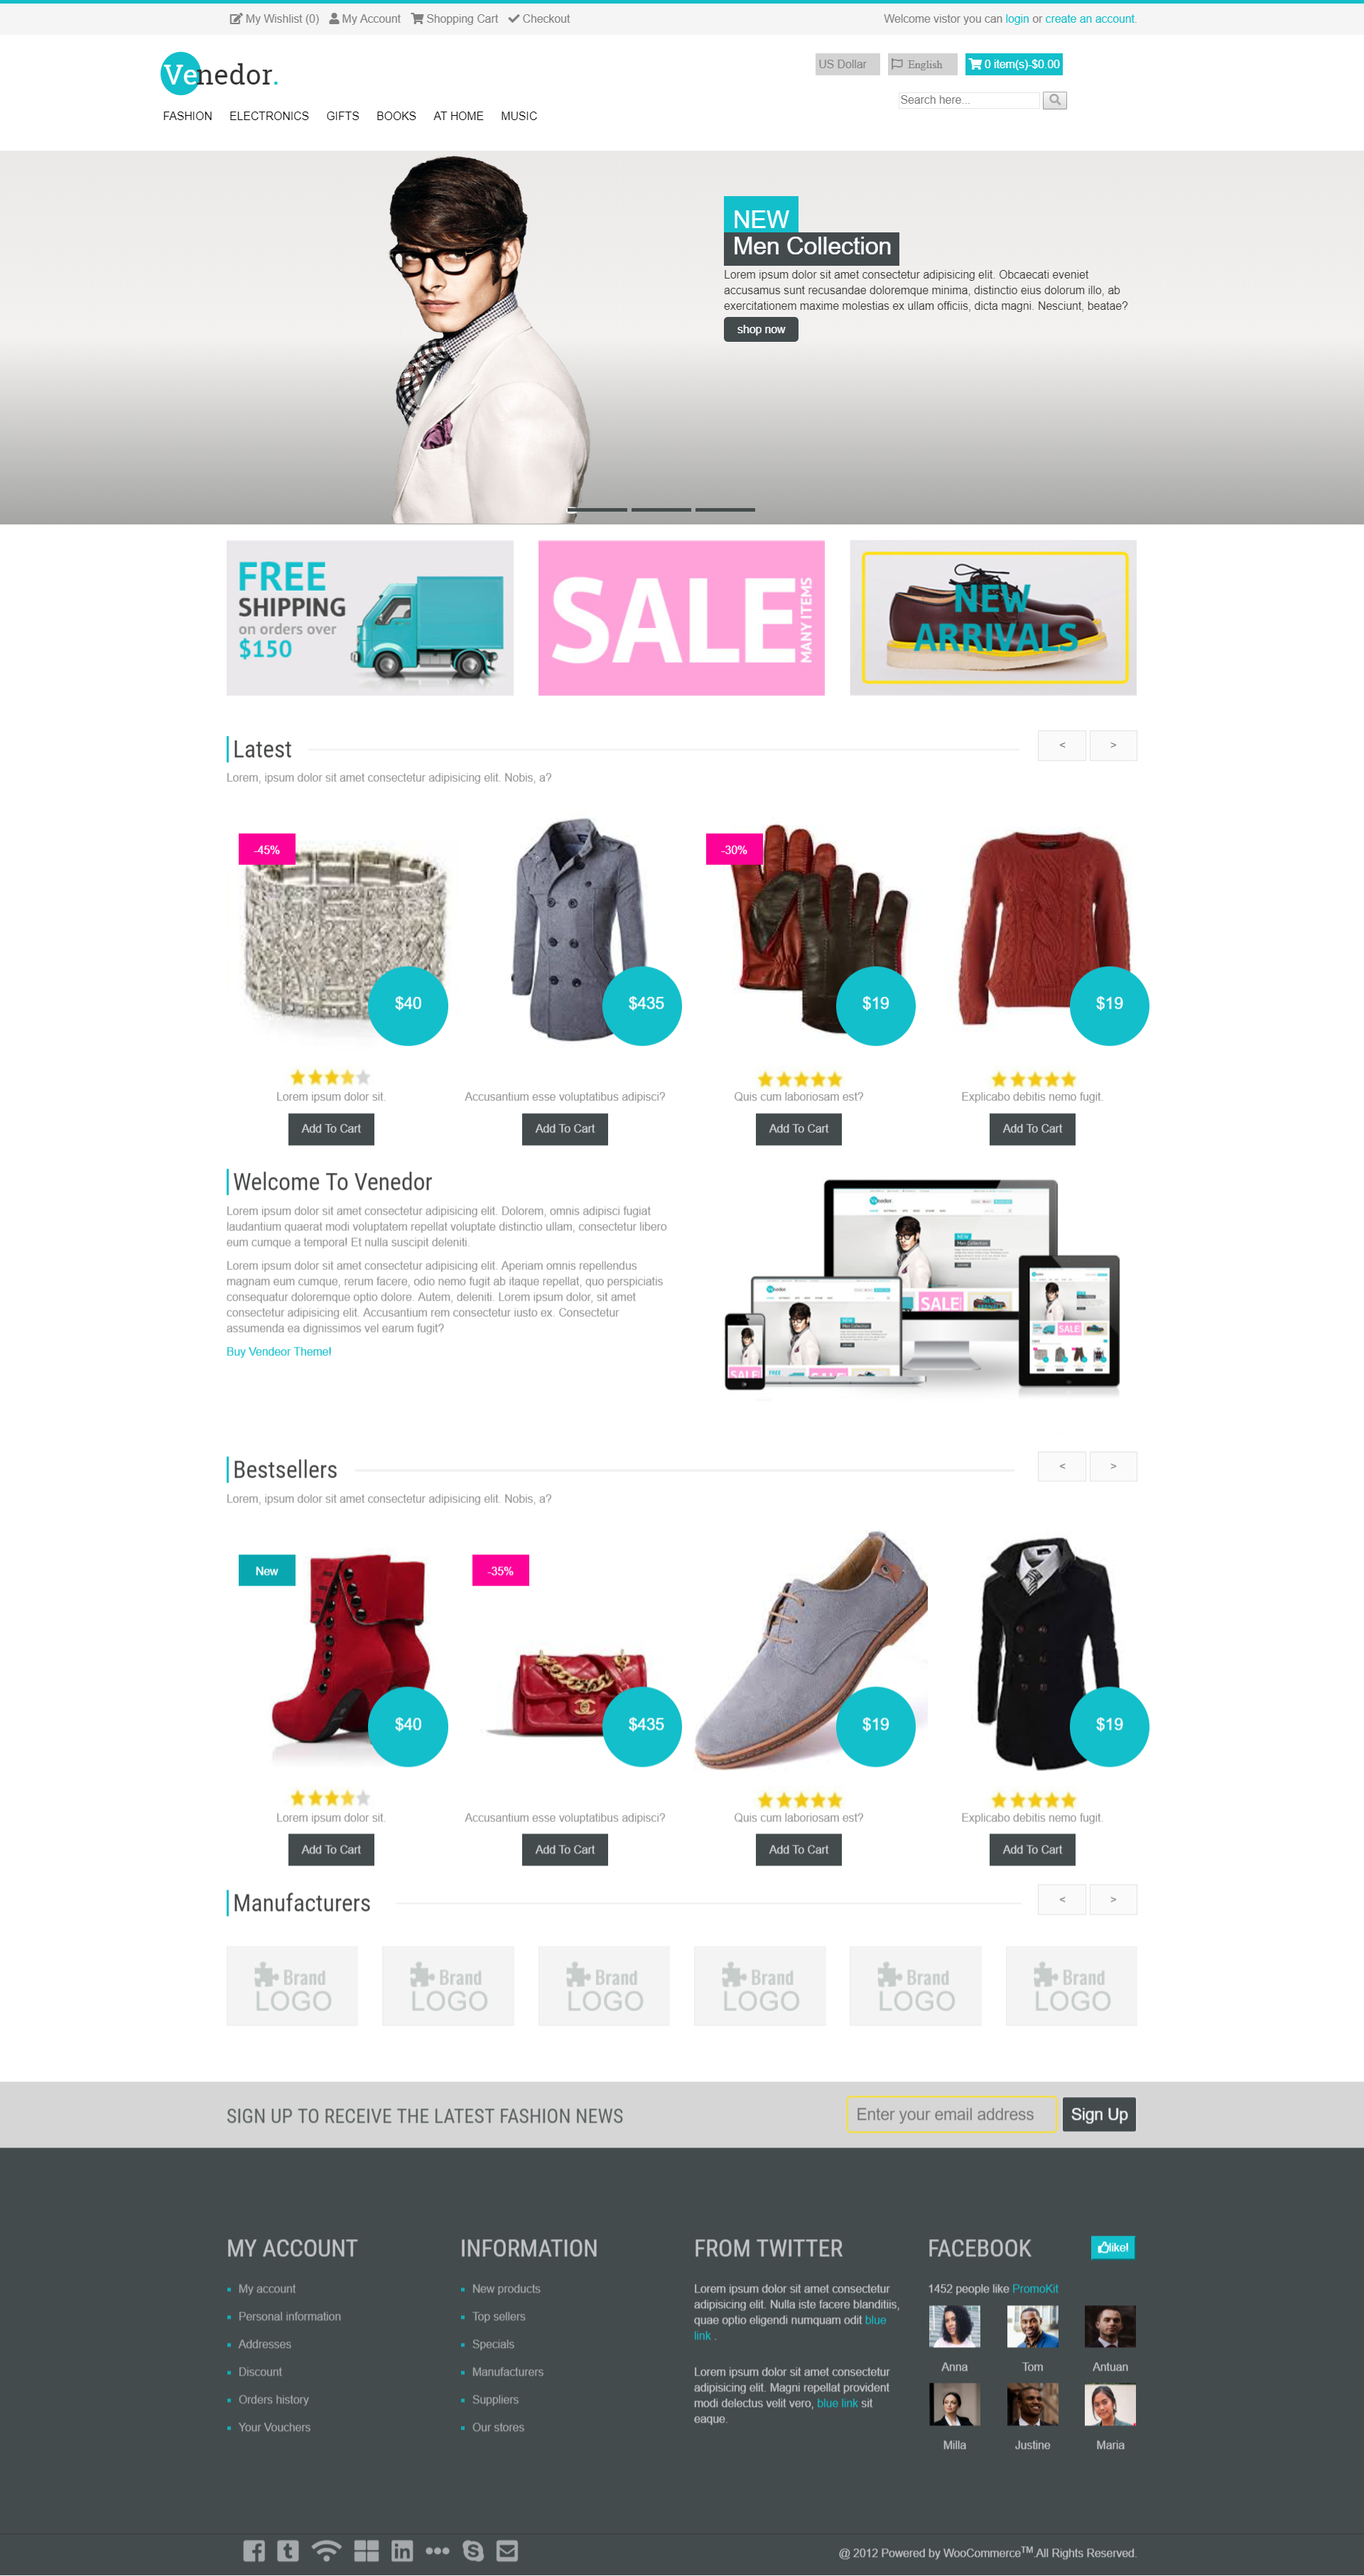 My Wishlist (0) My Account Shopping Cart Checkout
Welcome vistor you can login or create an account.
Venedor.
US Dollar English 0 item(s)-$0.00
Search here...
FASHION ELECTRONICS GIFTS BOOKS AT HOME MUSIC
NEW
Men Collection
Lorem ipsum dolor sit amet consectetur adipisicing elit. Obcaecati eveniet
accusamus sunt recusandae doloremque minima, distinctio eius dolorum illo, ab
exercitationem maxime molestias ex ullam officiis, dicta magni. Nesciunt, beatae?
shop now
FREE
SHIPPING
on orders over
$150
SALE
MANY ITEMS
NEW
ARRIVALS
Latest
< >
Lorem, ipsum dolor sit amet consectetur adipisicing elit. Nobis, a?
-45%
-30%
$40
$435
$19
$19
Lorem ipsum dolor sit.
Accusantium esse voluptatibus adipisci?
Quis cum laboriosam est?
Explicabo debitis nemo fugit.
Add To Cart
Add To Cart
Add To Cart
Add To Cart
Welcome To Venedor
Lorem ipsum dolor sit amet consectetur adipisicing elit. Dolorem, omnis adipisci fugiat
laudantium quaerat modi voluptatem repellat voluptate distinctio ullam, consectetur libero
eum cumque a tempora! Et nulla suscipit deleniti.
Lorem ipsum dolor sit amet consectetur adipisicing elit. Aperiam omnis repellendus
magnam eum cumque, rerum facere, odio nemo fugit ab itaque repellat, quo perspiciatis
consequatur doloremque optio dolore. Autem, deleniti. Lorem ipsum dolor, sit amet
consectetur adipisicing elit. Accusantium rem consectetur iusto ex. Consectetur
assumenda ea dignissimos vel earum fugit?
Buy Vendeor Theme!
Venedor.
NEW
Men Collection
SALE
Bestsellers
< >
Lorem, ipsum dolor sit amet consectetur adipisicing elit. Nobis, a?
New
-35%
$40
$435
$19
$19
Lorem ipsum dolor sit.
Accusantium esse voluptatibus adipisci?
Quis cum laboriosam est?
Explicabo debitis nemo fugit.
Add To Cart
Add To Cart
Add To Cart
Add To Cart
Manufacturers
< >
Brand
LOGO
Brand
LOGO
Brand
LOGO
Brand
LOGO
Brand
LOGO
Brand
LOGO
SIGN UP TO RECEIVE THE LATEST FASHION NEWS
Enter your email address
Sign Up
MY ACCOUNT
My account
Personal information
Addresses
Discount
Orders history
Your Vouchers
INFORMATION
New products
Top sellers
Specials
Manufacturers
Suppliers
Our stores
FROM TWITTER
Lorem ipsum dolor sit amet consectetur
adipisicing elit. Nulla iste facere blanditiis,
quae optio eligendi numquam odit blue
link .
Lorem ipsum dolor sit amet consectetur
adipisicing elit. Magni repellat provident
modi delectus velit vero, blue link sit
eaque.
FACEBOOK
like!
1452 people like PromoKit
Anna Tom Antuan
Milla Justine Maria
@ 2012 Powered by WooCommerceTM.All Rights Reserved.